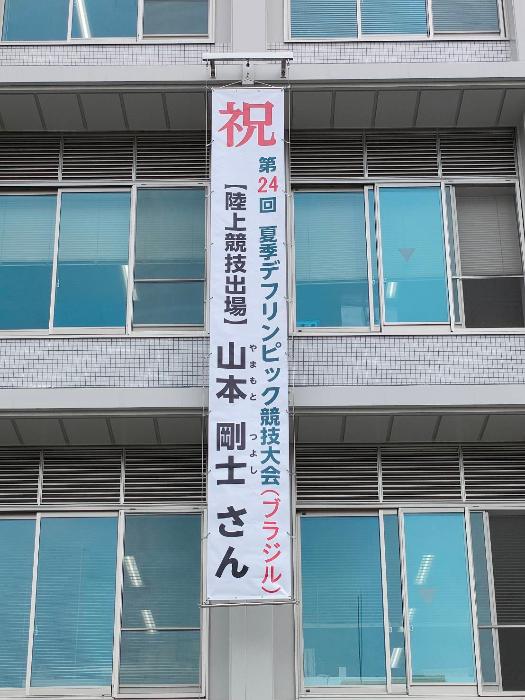 祝
第24回 夏季デフリンピック競技大会(ブラジル)
【陸上競技出場】
山本 剛士 さん
やまもと つよし